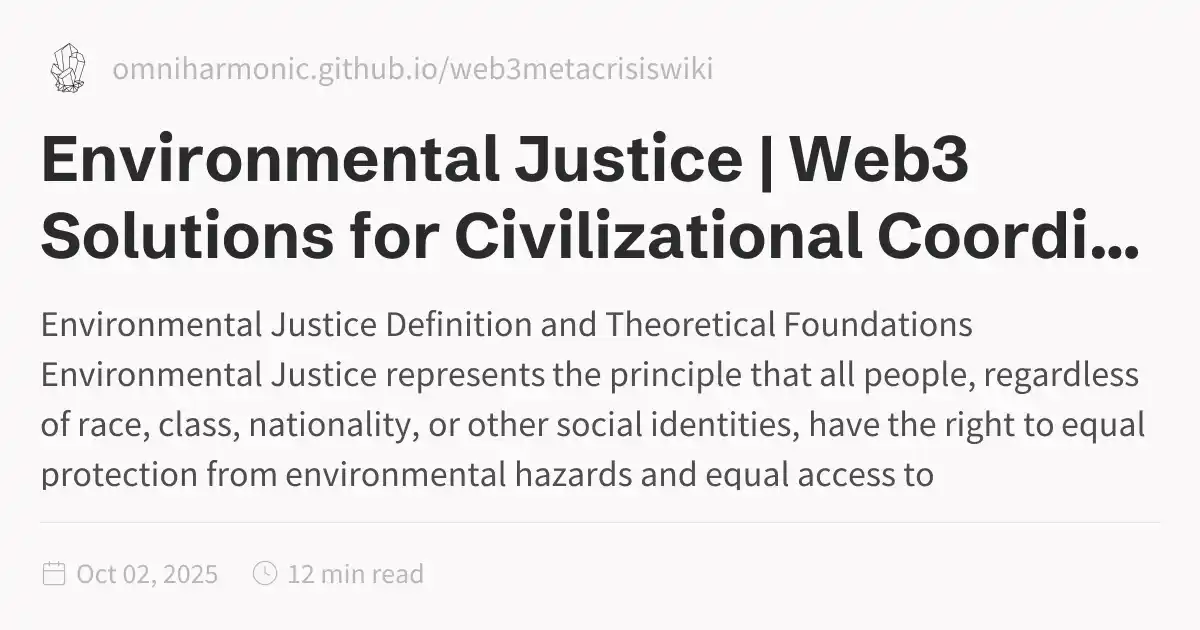 omniharmonic.github.io/web3metacrisiswiki
Environmental Justice | Web3
Solutions for Civilizational Coordi...
Environmental Justice Definition and Theoretical Foundations
Environmental Justice represents the principle that all people, regardless
of race, class, nationality, or other social identities, have the right to equal
protection from environmental hazards and equal access to
Oct 02, 2025 12 min read